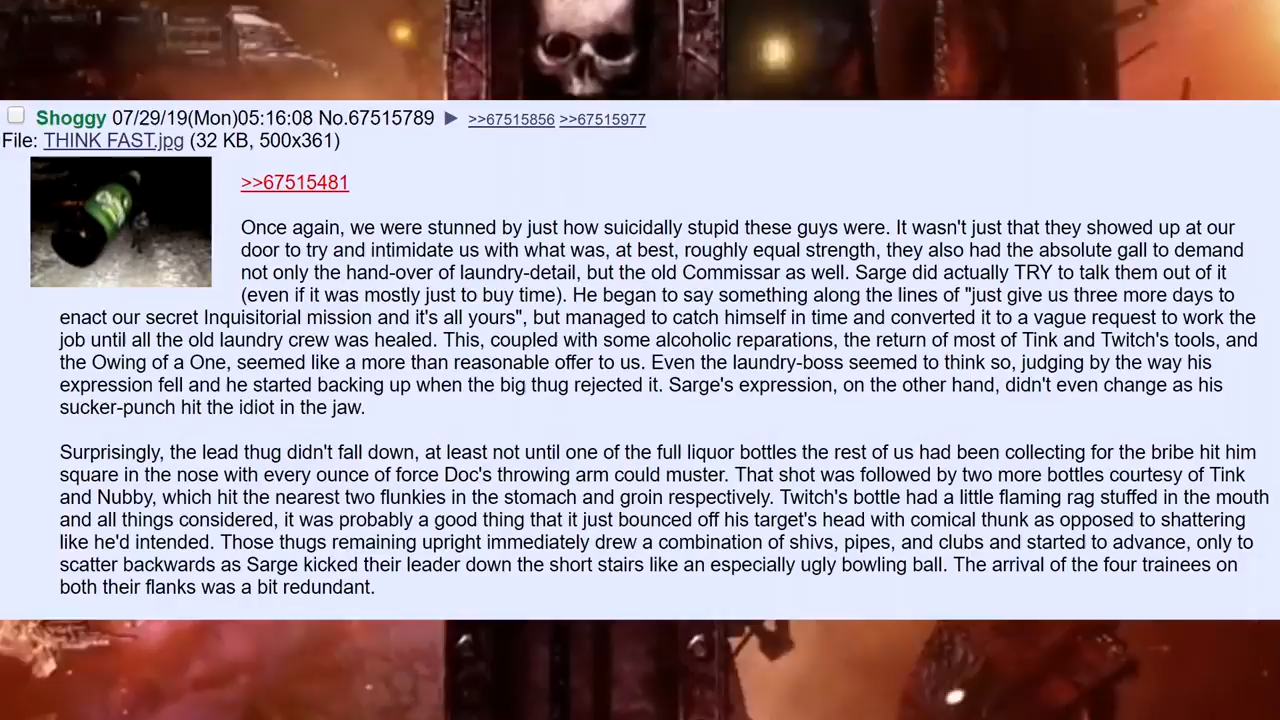 Shoggy 07/29/19(Mon)05:16:08 No.67515789 ▶ >>67515856 >>67515977
File: THINK FAST.jpg (32 KB, 500x361)
>>67515481
Once again, we were stunned by just how suicidally stupid these guys were. It wasn't just that they showed up at our
door to try and intimidate us with what was, at best, roughly equal strength, they also had the absolute gall to demand
not only the hand-over of laundry-detail, but the old Commissar as well. Sarge did actually TRY to talk them out of it
(even if it was mostly just to buy time). He began to say something along the lines of "just give us three more days to
enact our secret Inquisitorial mission and it's all yours", but managed to catch himself in time and converted it to a vague request to work the
job until all the old laundry crew was healed. This, coupled with some alcoholic reparations, the return of most of Tink and Twitch's tools, and
the Owing of a One, seemed like a more than reasonable offer to us. Even the laundry-boss seemed to think so, judging by the way his
expression fell and he started backing up when the big thug rejected it. Sarge's expression, on the other hand, didn't even change as his
sucker-punch hit the idiot in the jaw.
Surprisingly, the lead thug didn't fall down, at least not until one of the full liquor bottles the rest of us had been collecting for the bribe hit him
square in the nose with every ounce of force Doc's throwing arm could muster. That shot was followed by two more bottles courtesy of Tink
and Nubby, which hit the nearest two flunkies in the stomach and groin respectively. Twitch's bottle had a little flaming rag stuffed in the mouth
and all things considered, it was probably a good thing that it just bounced off his target's head with comical thunk as opposed to shattering
like he'd intended. Those thugs remaining upright immediately drew a combination of shivs, pipes, and clubs and started to advance, only to
scatter backwards as Sarge kicked their leader down the short stairs like an especially ugly bowling ball. The arrival of the four trainees on
both their flanks was a bit redundant.